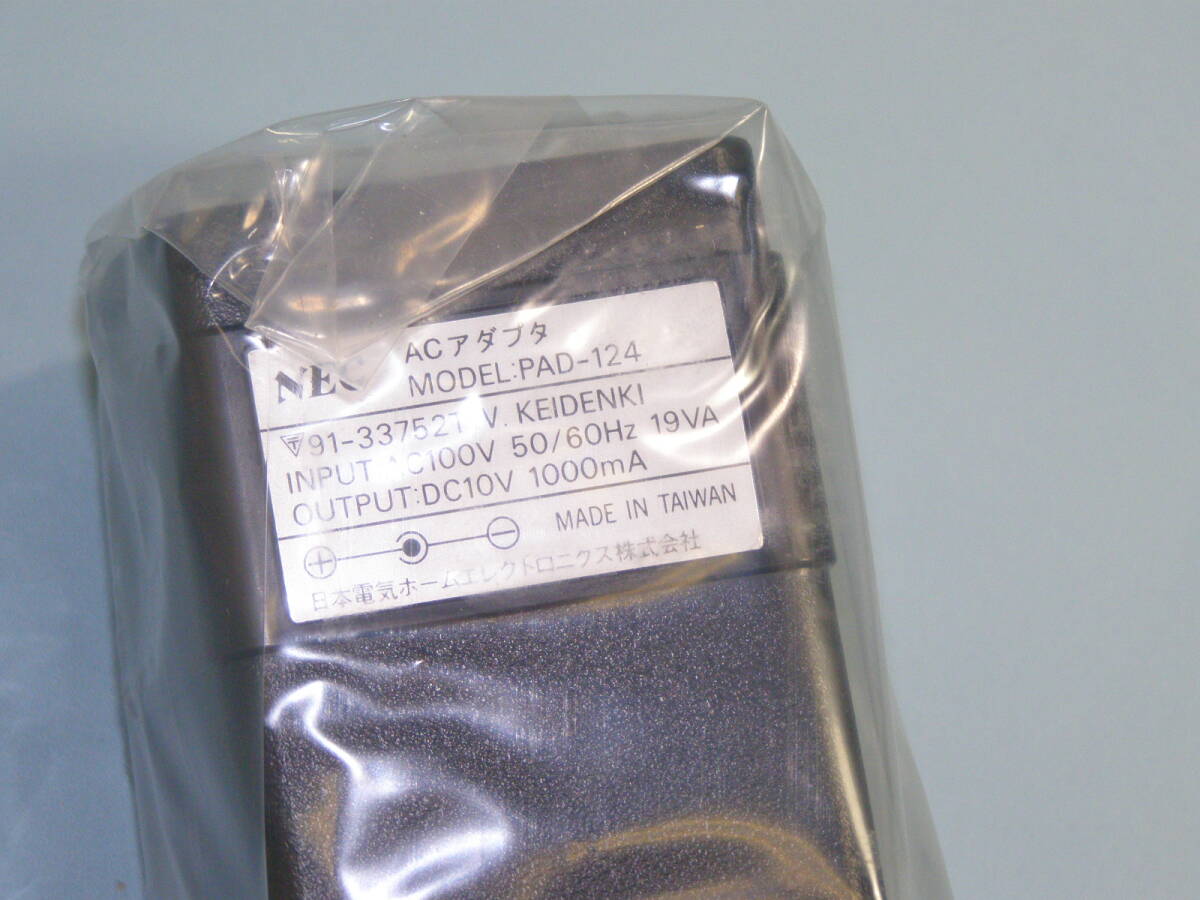 ACアダプタ
NEC MODEL:PAD-124
91-33752 V. KEIDENKI
INPUT:AC100V 50/60Hz 19VA
OUTPUT:DC10V 1000mA
MADE IN TAIWAN
日本電気ホームエレクトロニクス株式会社